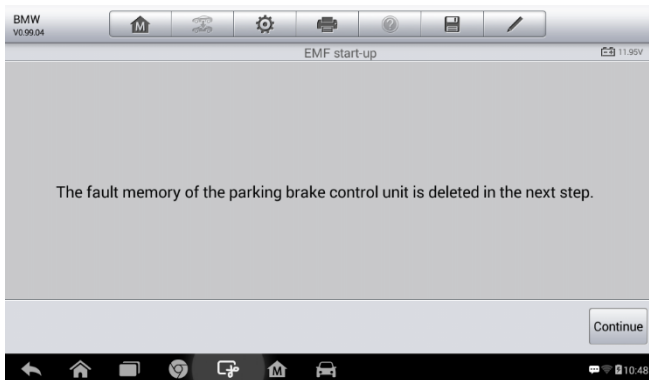 BMW
V0.99.04
EMF start-up
11.95V
The fault memory of the parking brake control unit is deleted in the next step.
Continue
10:48